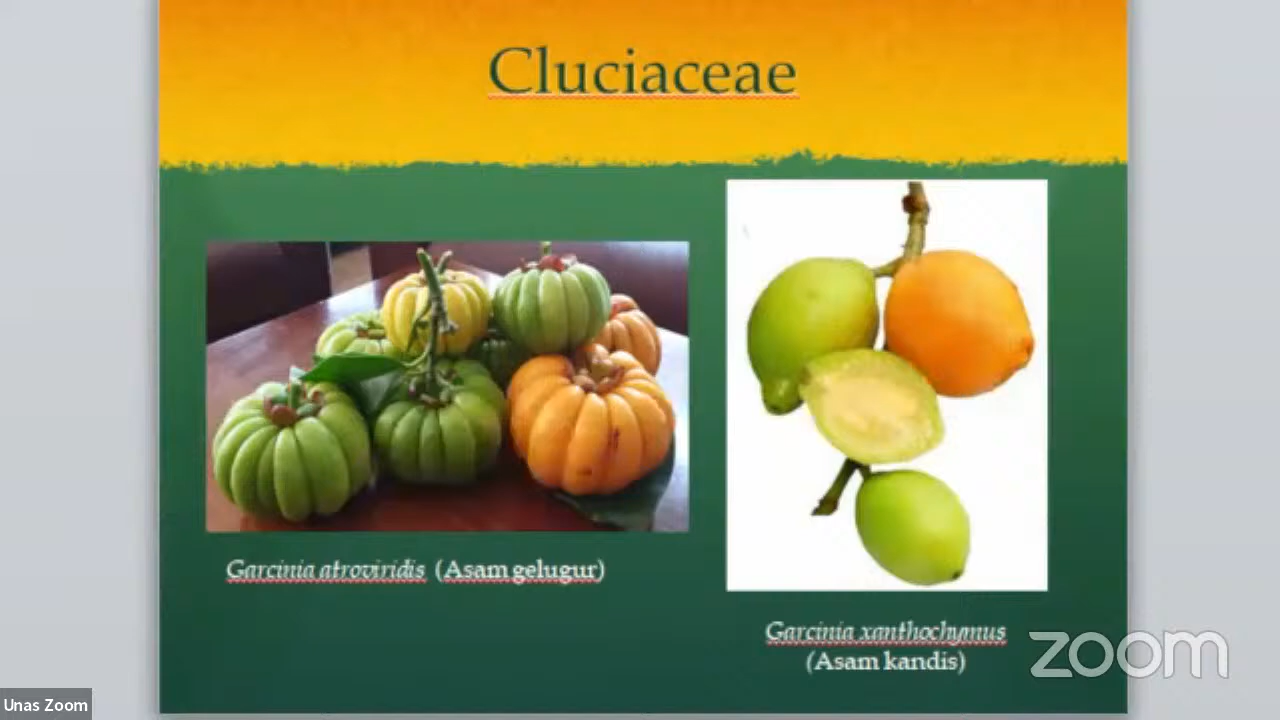 Cluciaceae
Garcinia atroviridis (Asam gelugur)
Garcinia xanthochymus
(Asam kandis)
zoom
Unas Zoom